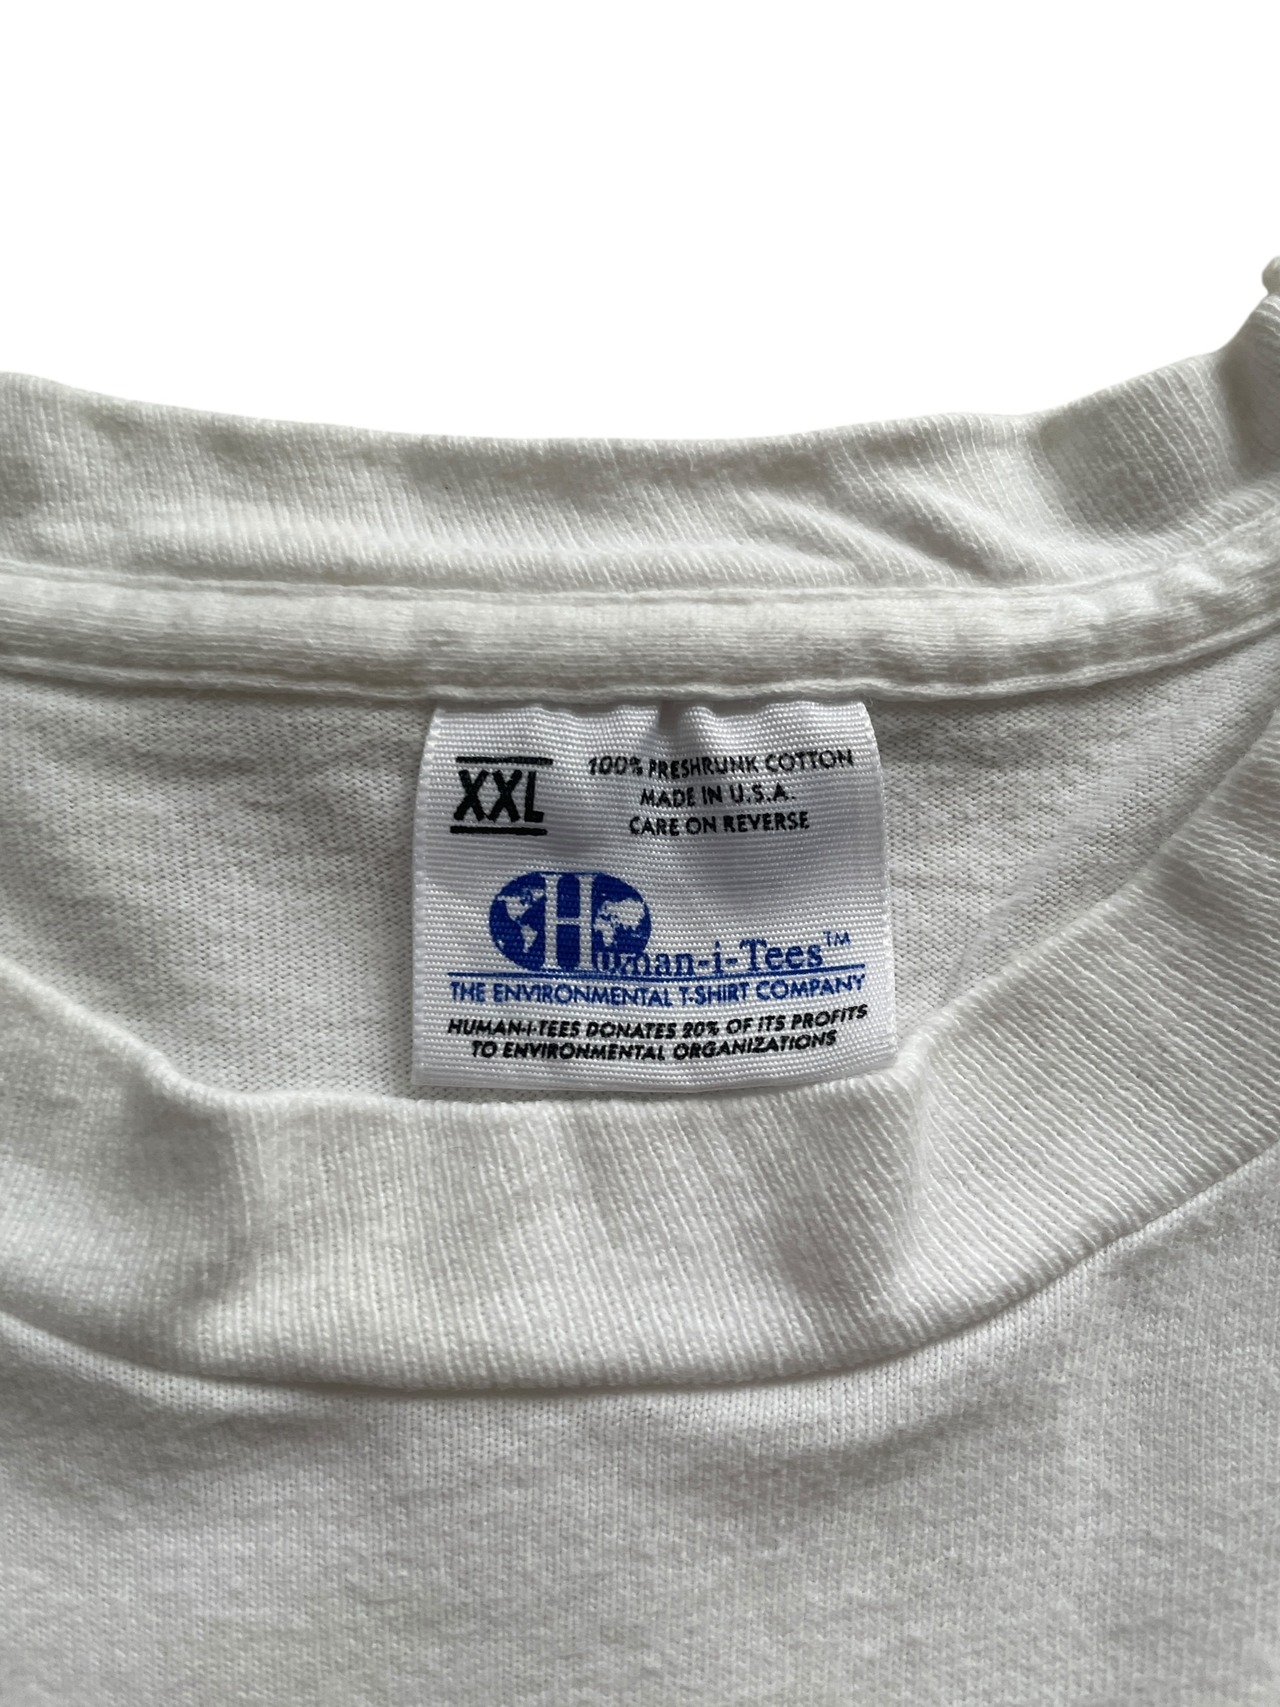 XXL
100% PRESHRUNK COTTON
MADE IN U.S.A.
CARE ON REVERSE
Human-i-Tees™
THE ENVIRONMENTAL T-SHIRT COMPANY
HUMAN-I-TEES DONATES 20% OF ITS PROFITS
TO ENVIRONMENTAL ORGANIZATIONS